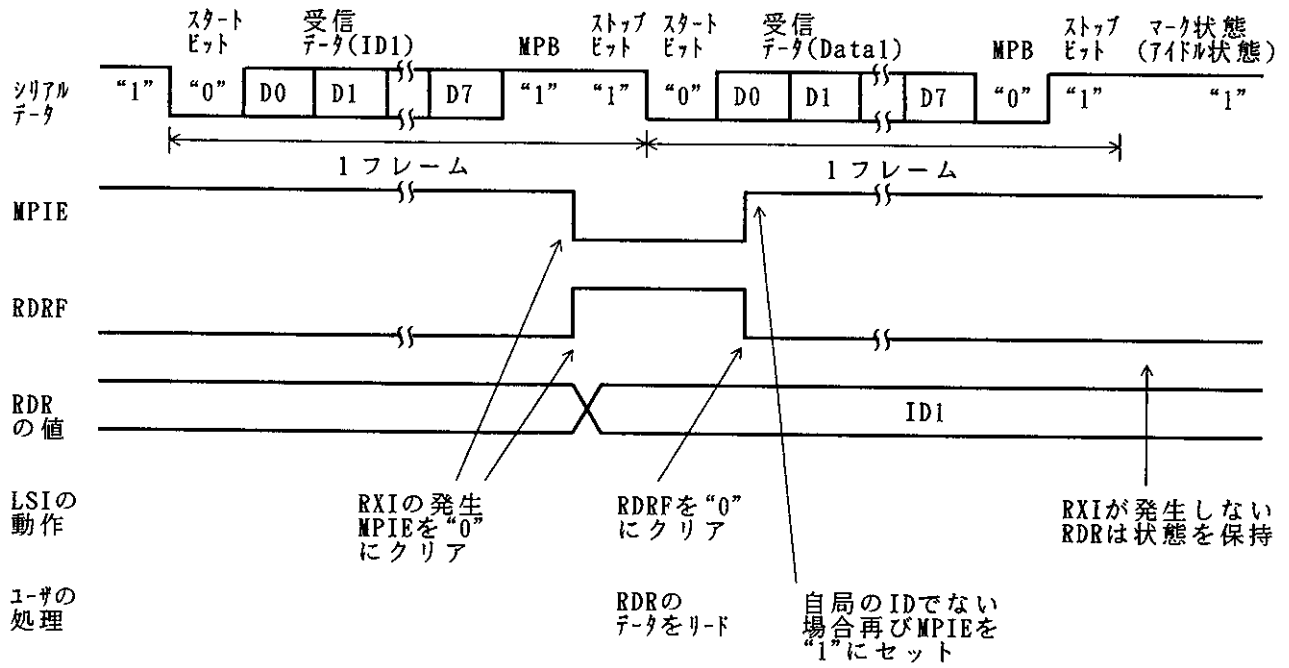 スタート
ビット
受信
データ(ID1)
MPB
ストップ
ビット
スタート
ビット
受信
データ(Data1)
MPB
ストップ
ビット
マーク状態
(アイドル状態)
シリアル
データ
“1” “0” D0 D1 D7 “1” “1” “0” D0 D1 D7 “0” “1” “1”
1フレーム 1フレーム
MPIE
RDRF
RDR
の値
ID1
LSIの
動作
RXIの発生
MPIEを“0”
にクリア
RDRFを“0”
にクリア
RXIが発生しない
RDRは状態を保持
ユーザの
処理
RDRの
データをリード
自局のIDでない
場合再びMPIEを
“1”にセット